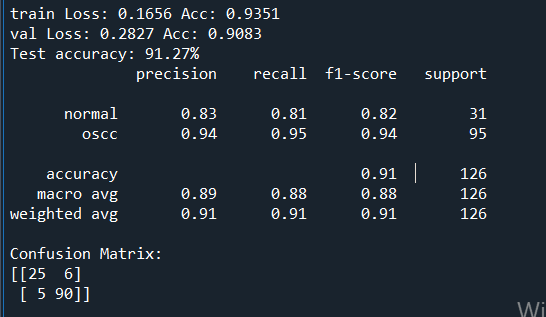 train Loss: 0.1656 Acc: 0.9351
val Loss: 0.2827 Acc: 0.9083
Test accuracy: 91.27%
precision recall f1-score support
normal 0.83 0.81 0.82 31
oscc 0.94 0.95 0.94 95
accuracy 0.91 126
macro avg 0.89 0.88 0.88 126
weighted avg 0.91 0.91 0.91 126
Confusion Matrix:
[[25 6]
[ 5 90]]
Wi